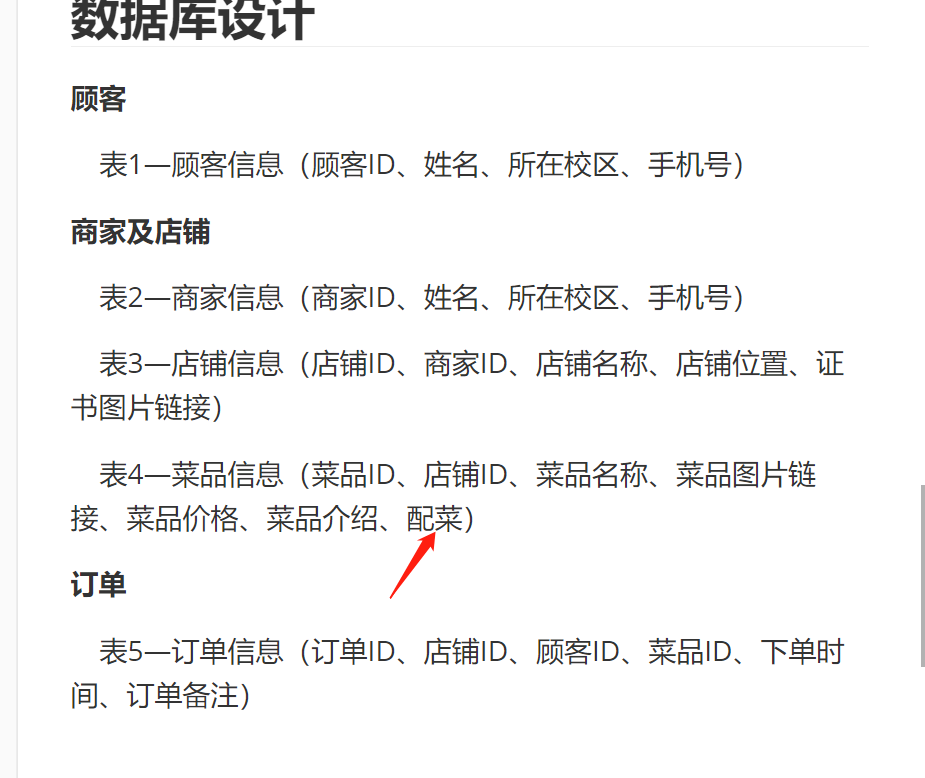 数据库设计
顾客
表1—顾客信息（顾客ID、姓名、所在校区、手机号）
商家及店铺
表2—商家信息（商家ID、姓名、所在校区、手机号）
表3—店铺信息（店铺ID、商家ID、店铺名称、店铺位置、证
书图片链接）
表4—菜品信息（菜品ID、店铺ID、菜品名称、菜品图片链
接、菜品价格、菜品介绍、配菜）
订单
表5—订单信息（订单ID、店铺ID、顾客ID、菜品ID、下单时
间、订单备注）